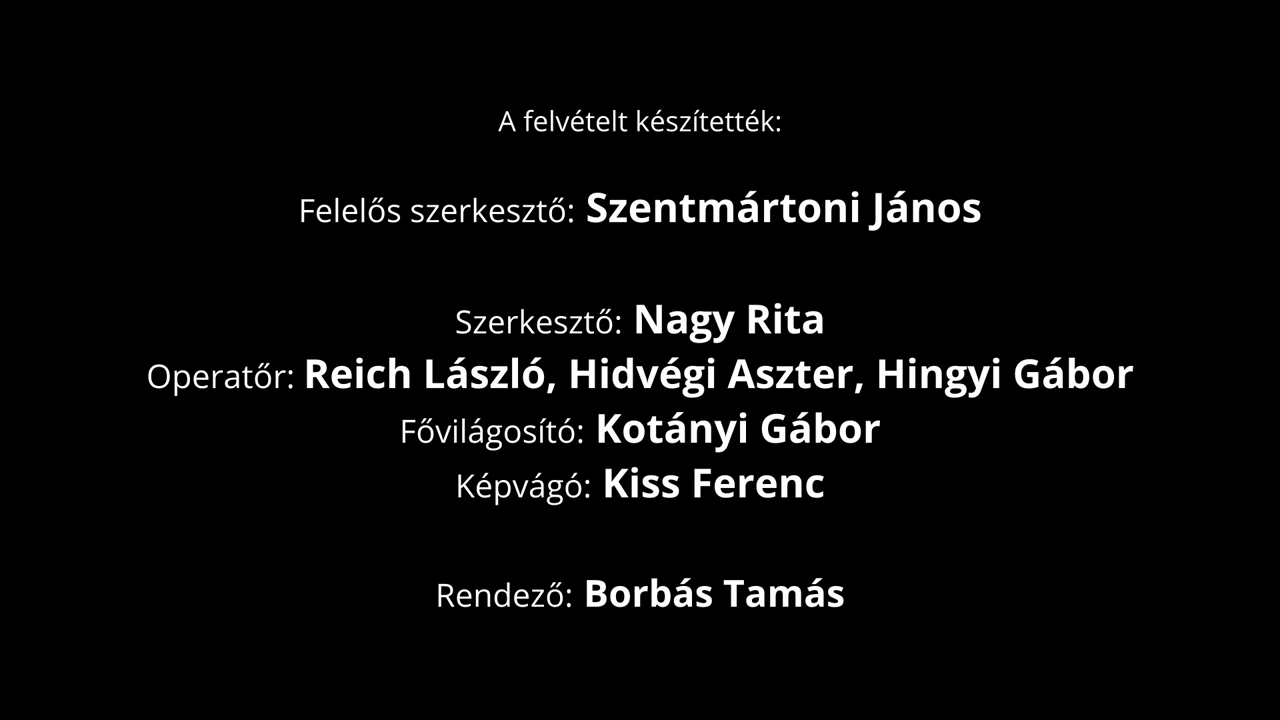 A felvételt készítették:
Felelős szerkesztő: Szentmártoni János
Szerkesztő: Nagy Rita
Operatőr: Reich László, Hidvégi Aszter, Hingyi Gábor
Fővilágosító: Kotányi Gábor
Képvágó: Kiss Ferenc
Rendező: Borbás Tamás